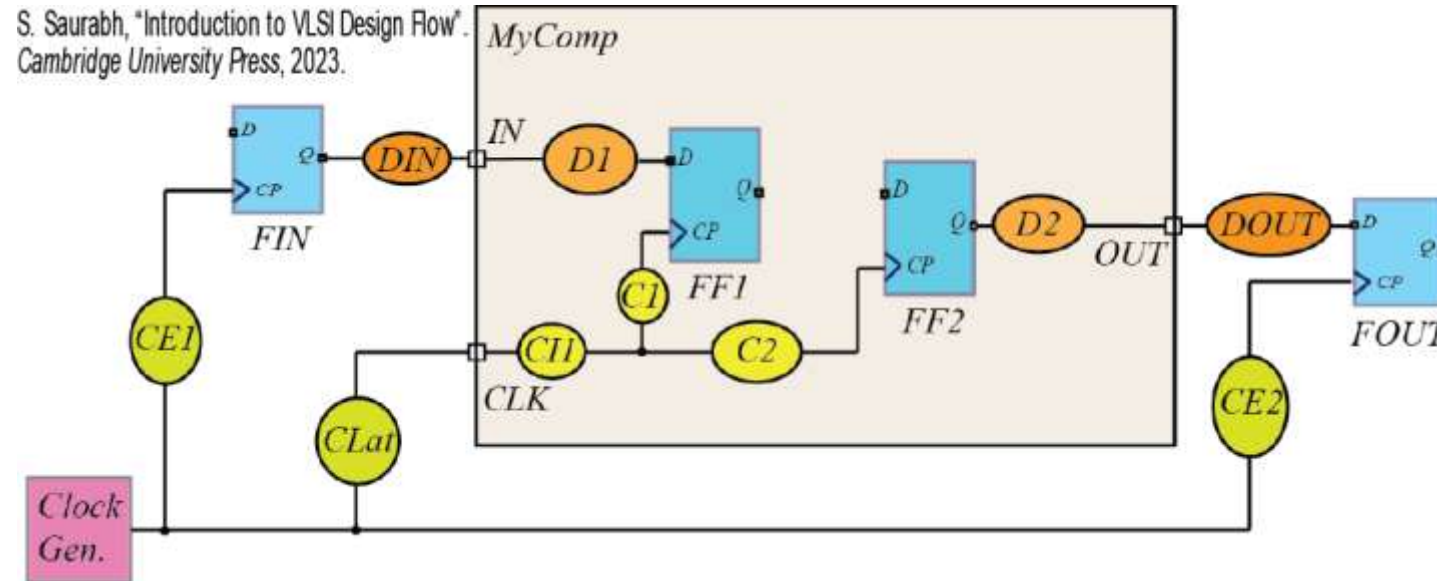 S. Saurabh, "Introduction to VLSI Design Flow".
Cambridge University Press, 2023.
MyComp
D
Q
CP
FIN
DIN
IN
D1
D
Q
CP
FF1
D
Q
CP
FF2
D2
OUT
DOUT
D
Q
CP
FOUT
CE1
C1
CI1
C2
CLK
CLat
CE2
Clock
Gen.